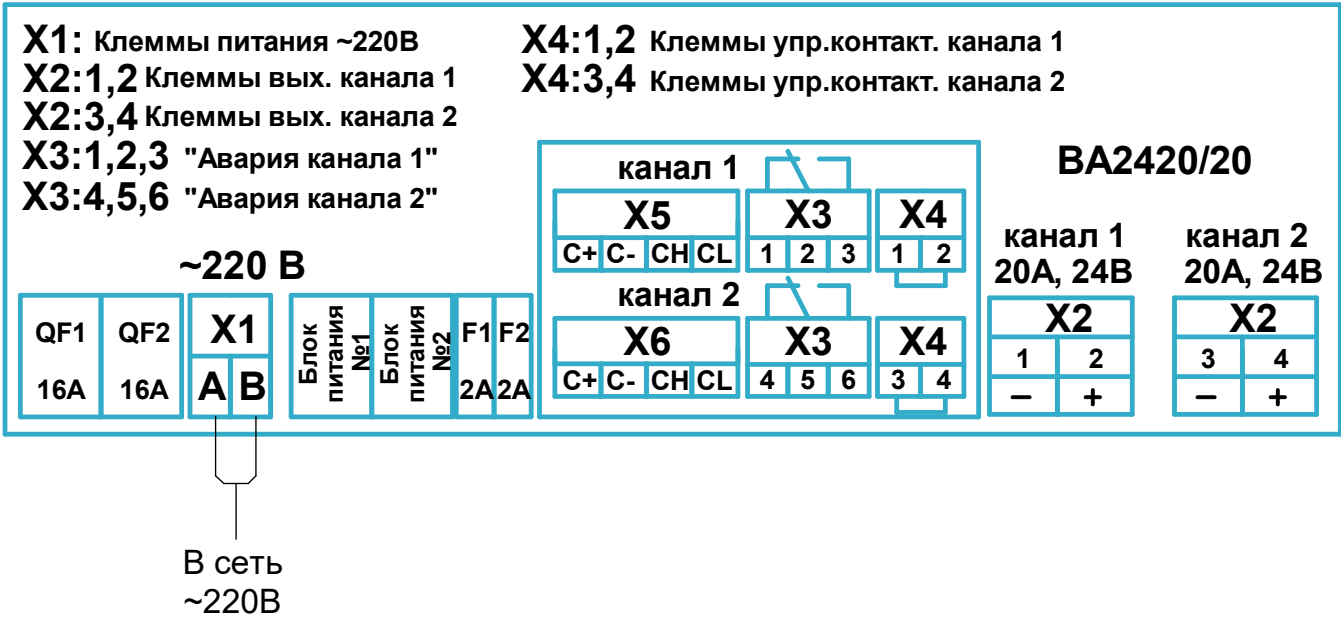 X1: Клеммы питания ~220В
X2:1,2 Клеммы вых. канала 1
X2:3,4 Клеммы вых. канала 2
X3:1,2,3 "Авария канала 1"
X3:4,5,6 "Авария канала 2"
X4:1,2 Клеммы упр.контакт. канала 1
X4:3,4 Клеммы упр.контакт. канала 2
ВА2420/20
~220 В
QF1
16А
QF2
16А
X1
А В
Блок питания №1
Блок питания №2
F1
2А
F2
2А
канал 1
X5
C+ C- CH CL
X3
1 2 3
X4
1 2
канал 2
X6
C+ C- CH CL
X3
4 5 6
X4
3 4
канал 1
20А, 24В
X2
1 2
– +
канал 2
20А, 24В
X2
3 4
– +
В сеть
~220В